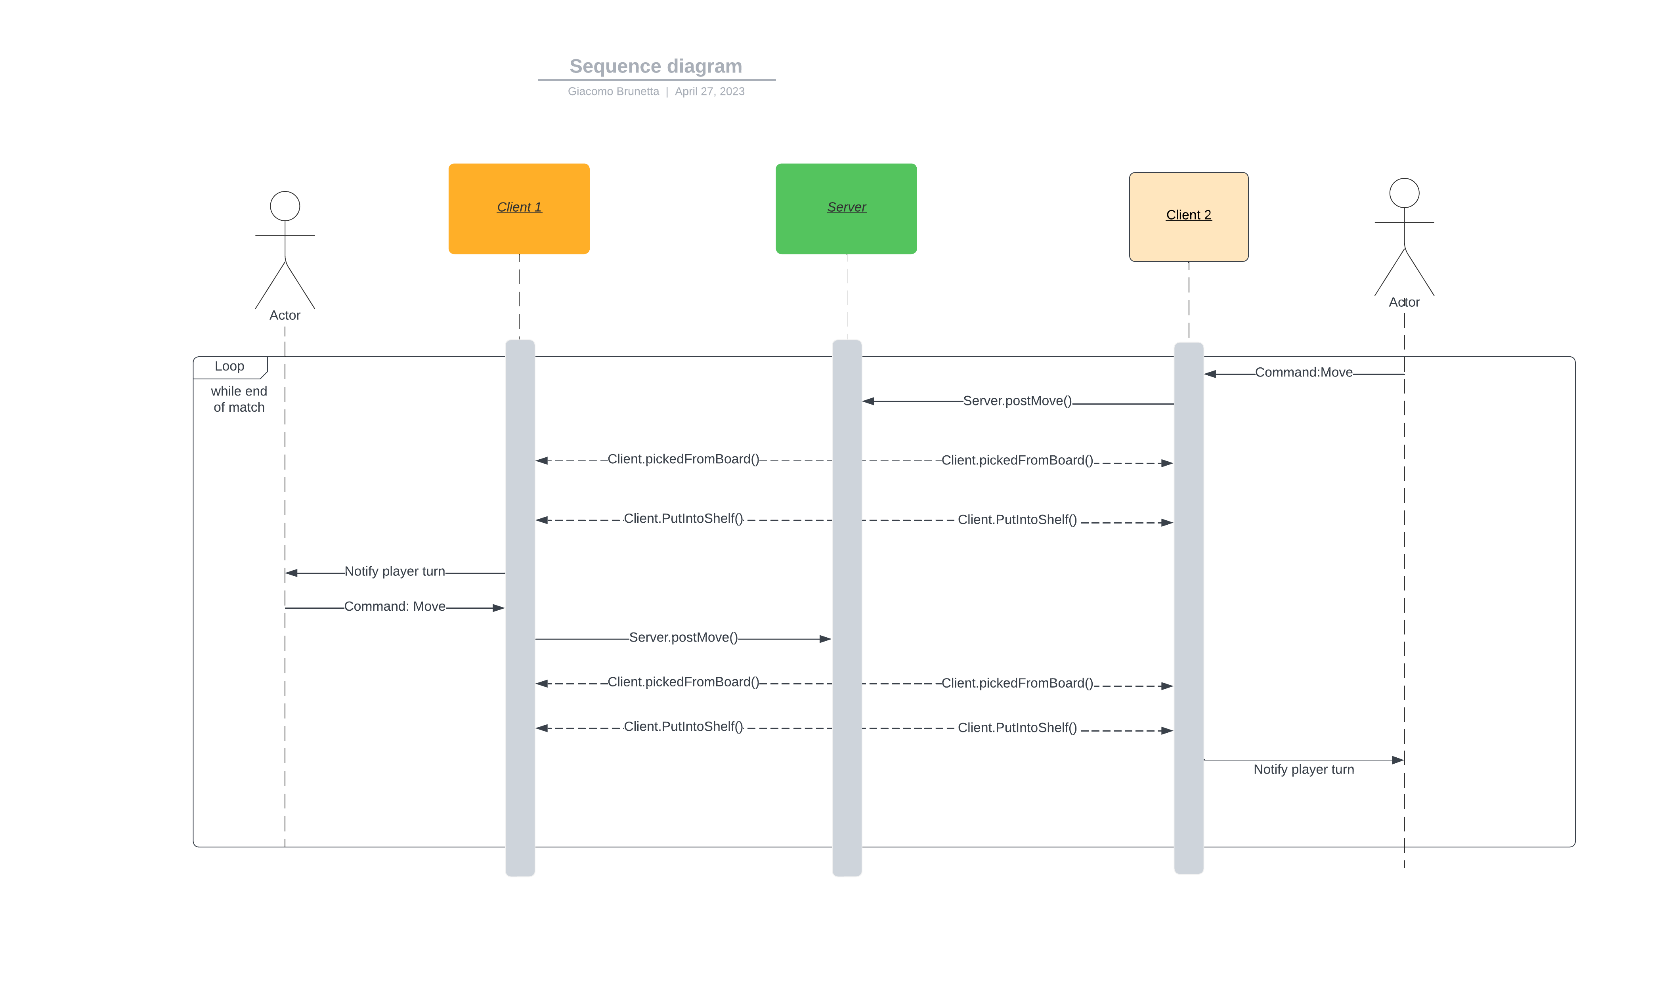 Sequence diagram
Giacomo Brunetta | April 27, 2023
Client 1
Server
Client 2
Actor
Actor
Loop
while end
of match
Command:Move
Server.postMove()
Client.pickedFromBoard()
Client.pickedFromBoard()
Client.PutIntoShelf()
Client.PutIntoShelf()
Notify player turn
Command: Move
Server.postMove()
Client.pickedFromBoard()
Client.pickedFromBoard()
Client.PutIntoShelf()
Client.PutIntoShelf()
Notify player turn